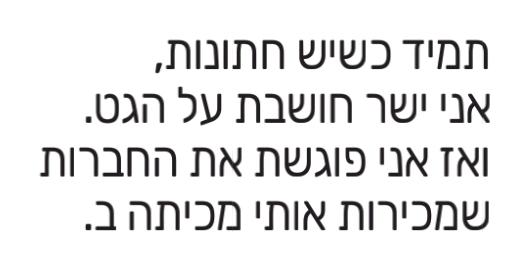 תמיד כשיש חתונות,
אני ישר חושבת על הגט.
ואז אני פוגשת את החברות
שמכירות אותי מכיתה ב.